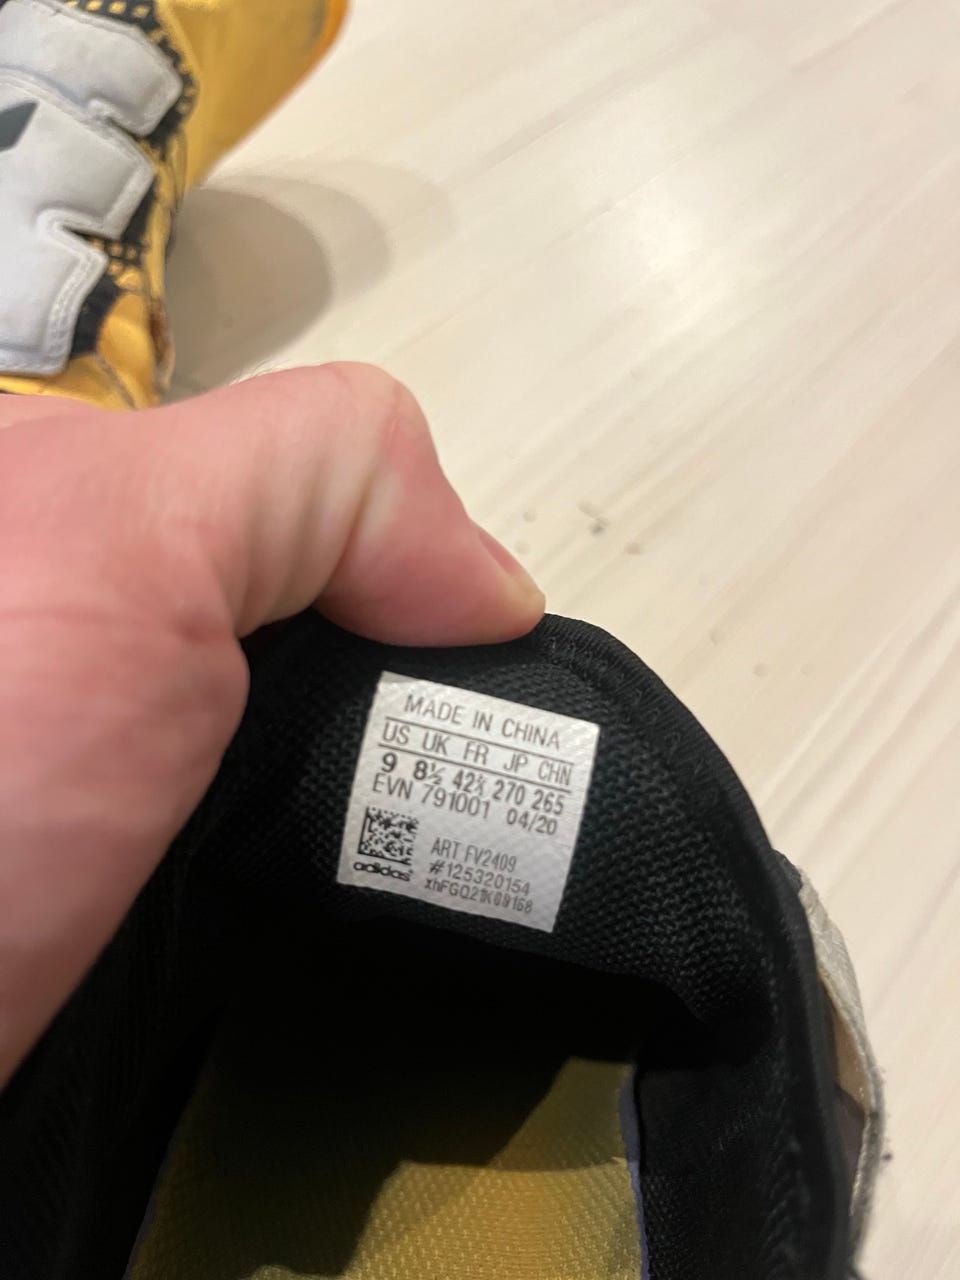 MADE IN CHINA
US UK FR JP CHN
9 8½ 42⅔ 270 265
EVN 791001 04/20
ART FV2409
#125320154
adidas